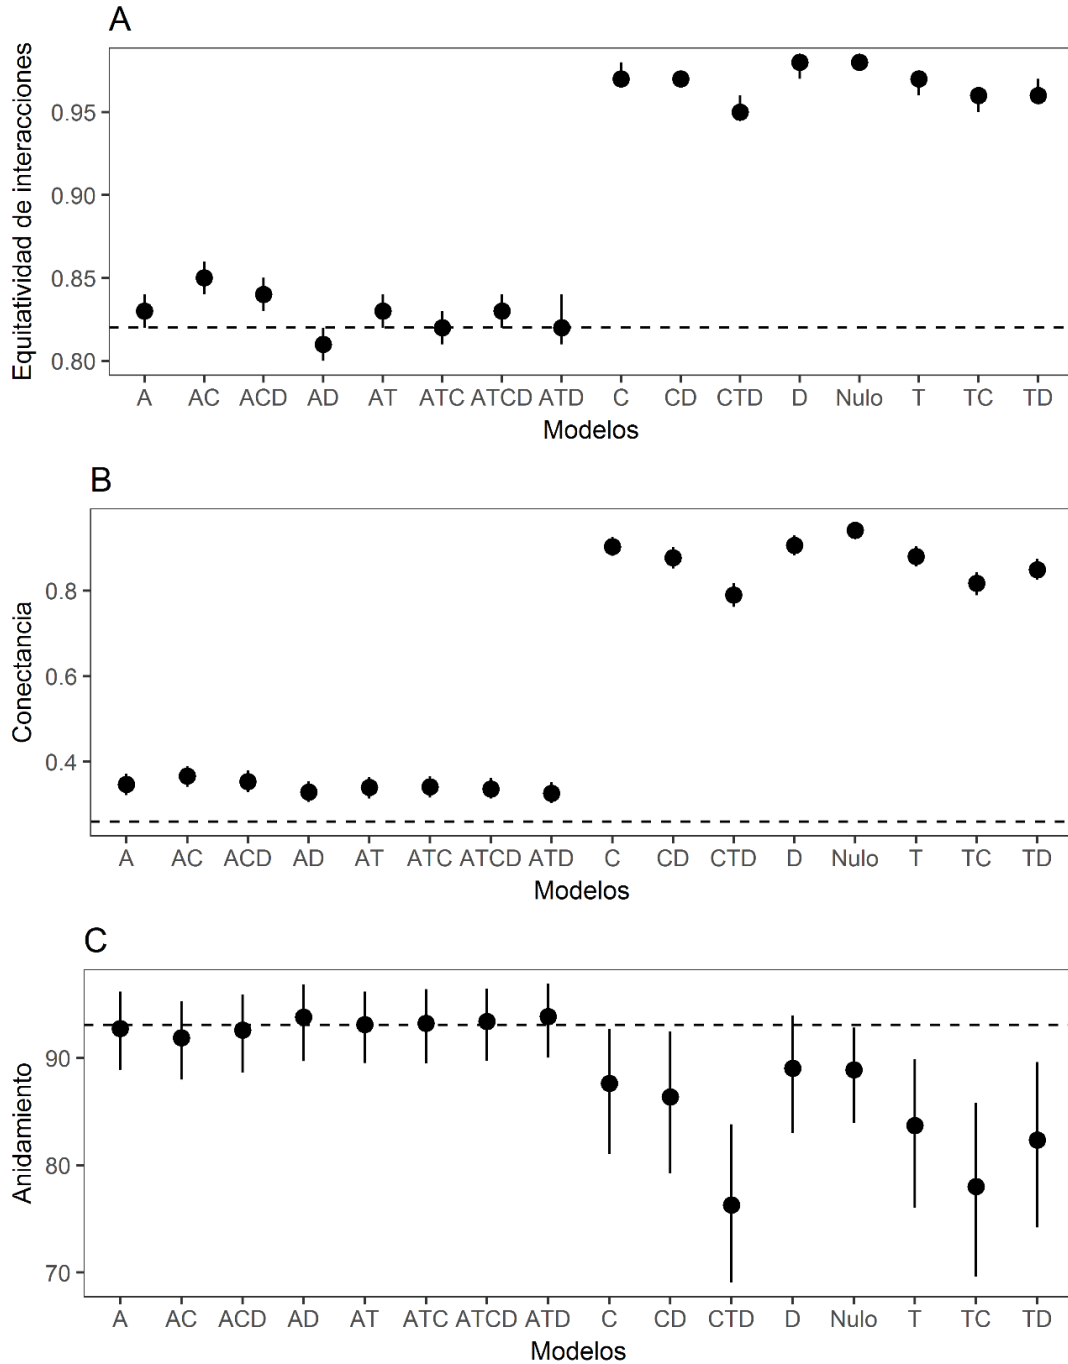 A
Equitatividad de interacciones
0.95
0.90
0.85
0.80
A AC ACD AD AT ATC ATCD ATD C CD CTD D Nulo T TC TD
Modelos
B
Conectancia
0.8
0.6
0.4
A AC ACD AD AT ATC ATCD ATD C CD CTD D Nulo T TC TD
Modelos
C
Anidamiento
90
80
70
A AC ACD AD AT ATC ATCD ATD C CD CTD D Nulo T TC TD
Modelos